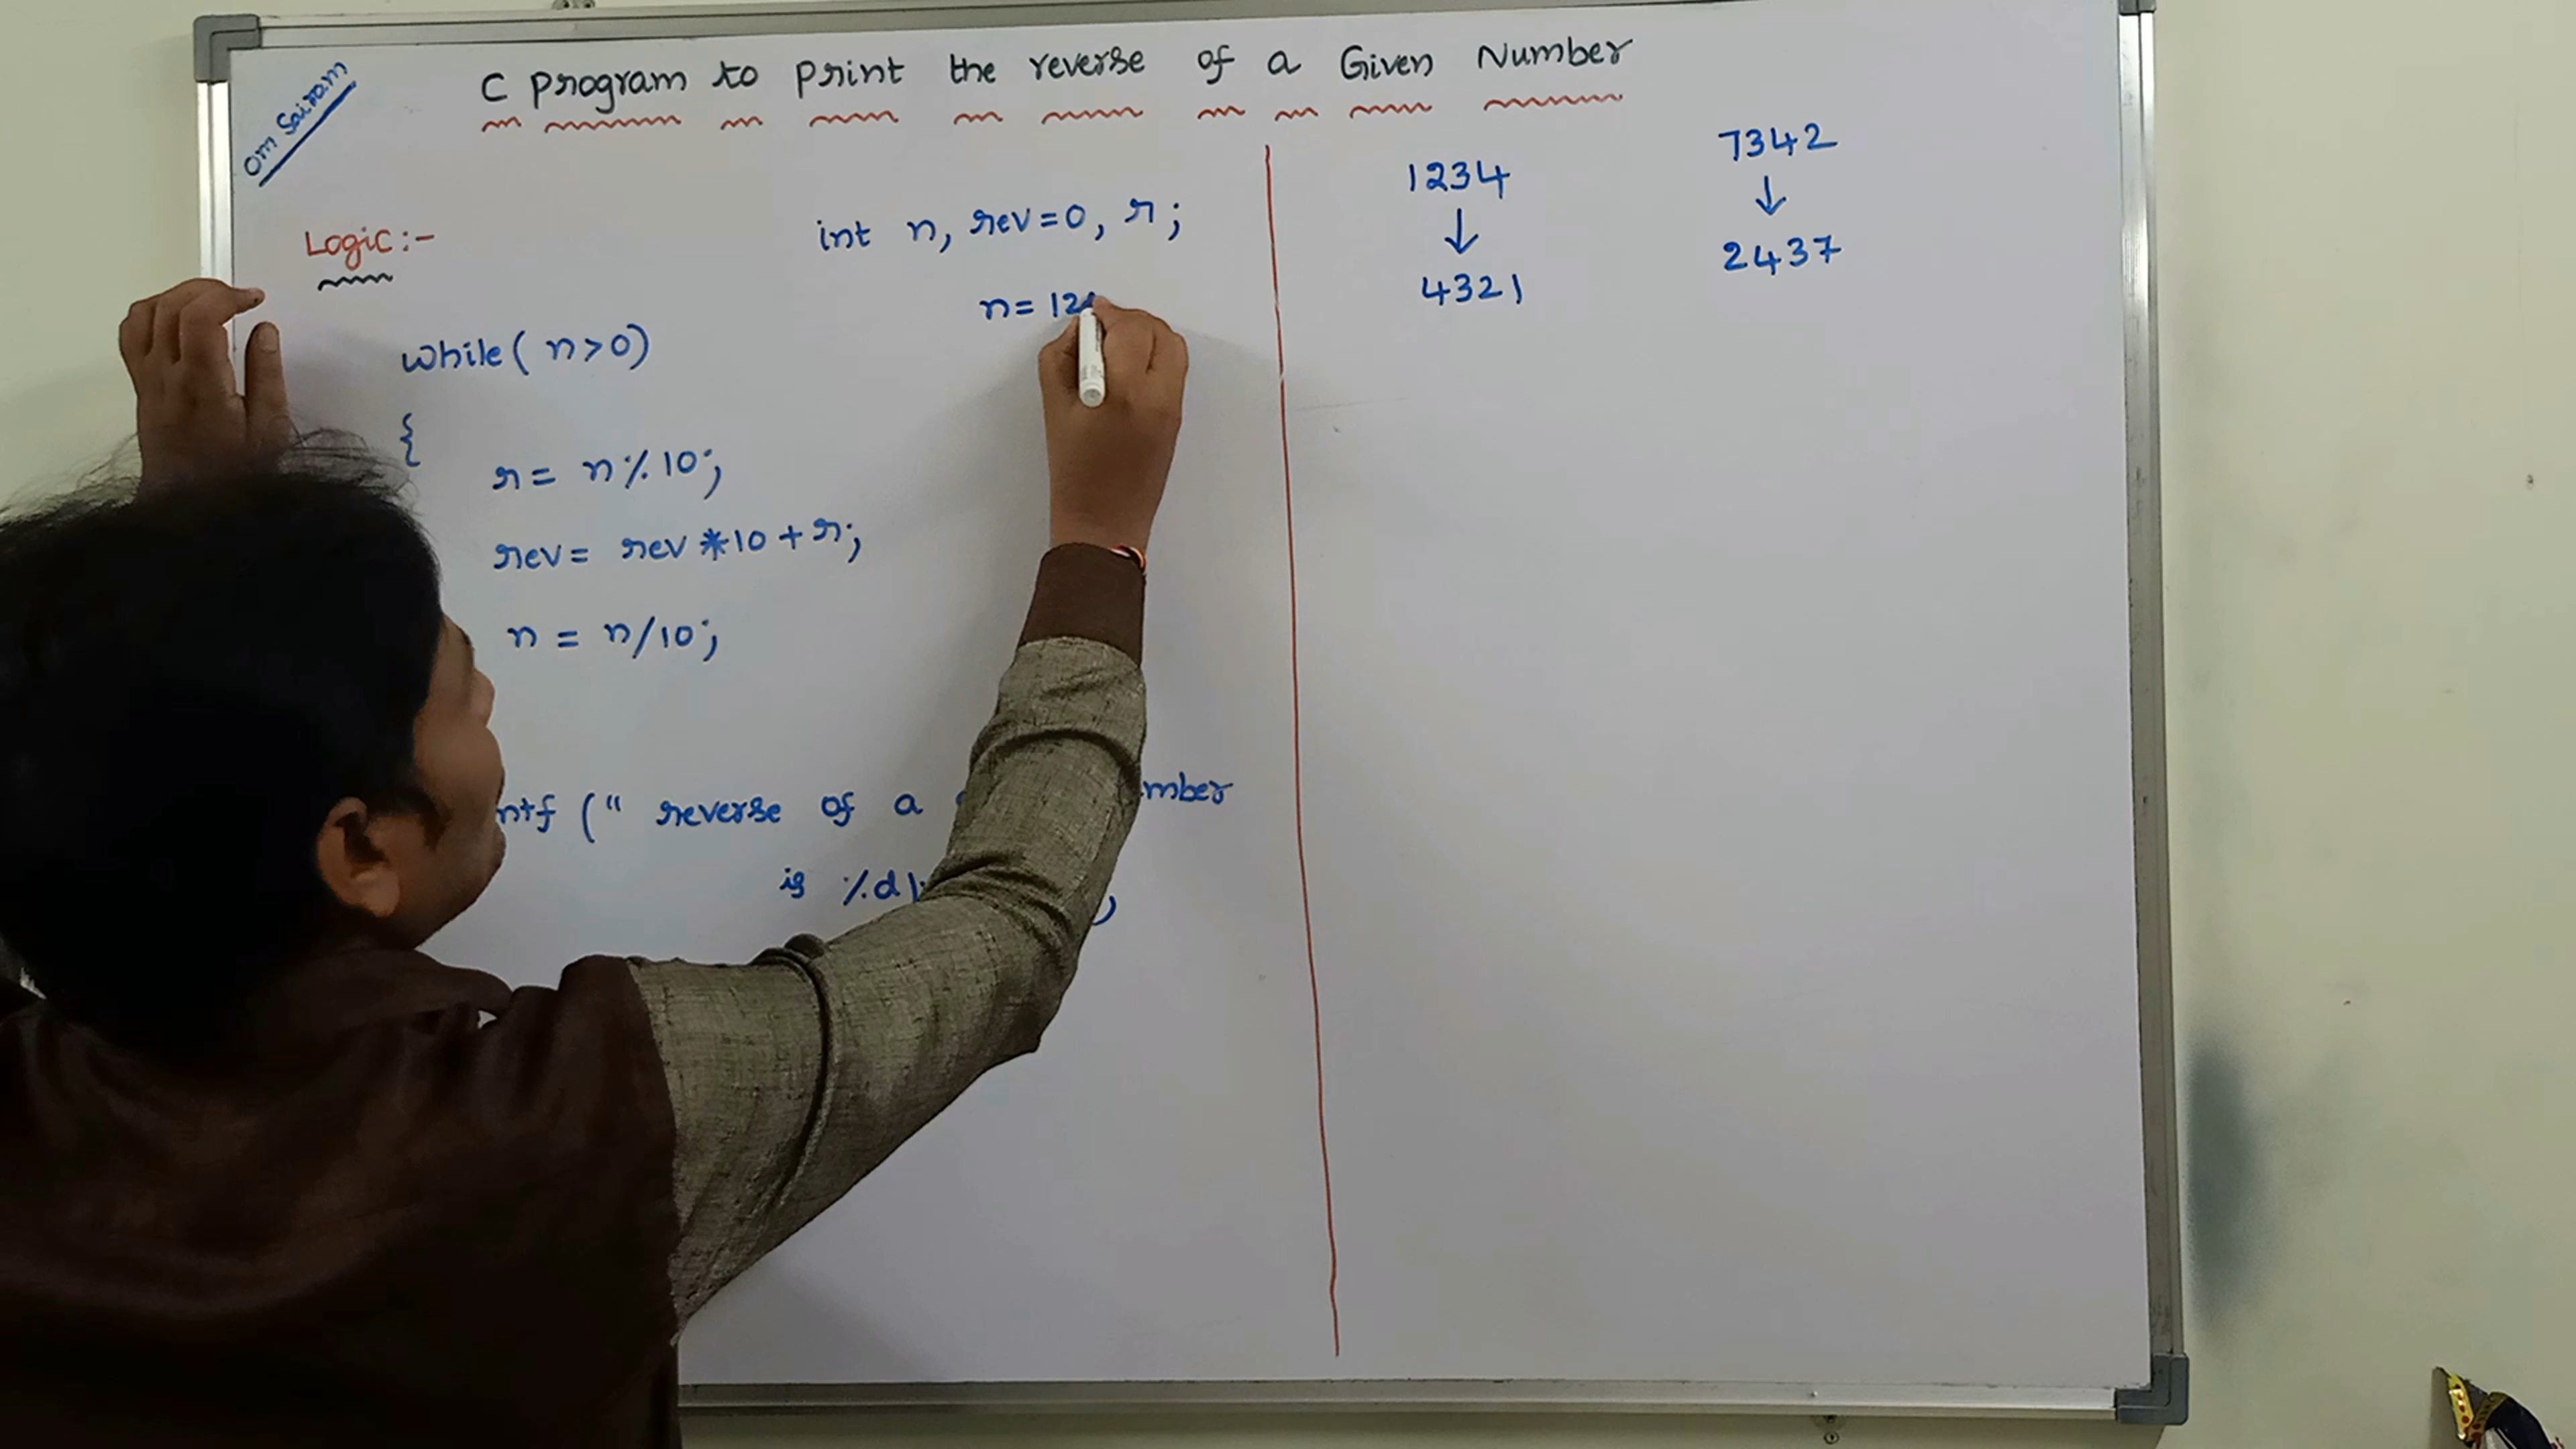 C program to print the reverse of a Given Number
Om Sairam
Logic:-
int n, rev=0, r;
n= 12
while( n>0)
{
r= n%10;
rev= rev*10+r;
n = n/10;
(" reverse of a
is %d
1234
↓
4321
7342
↓
2437